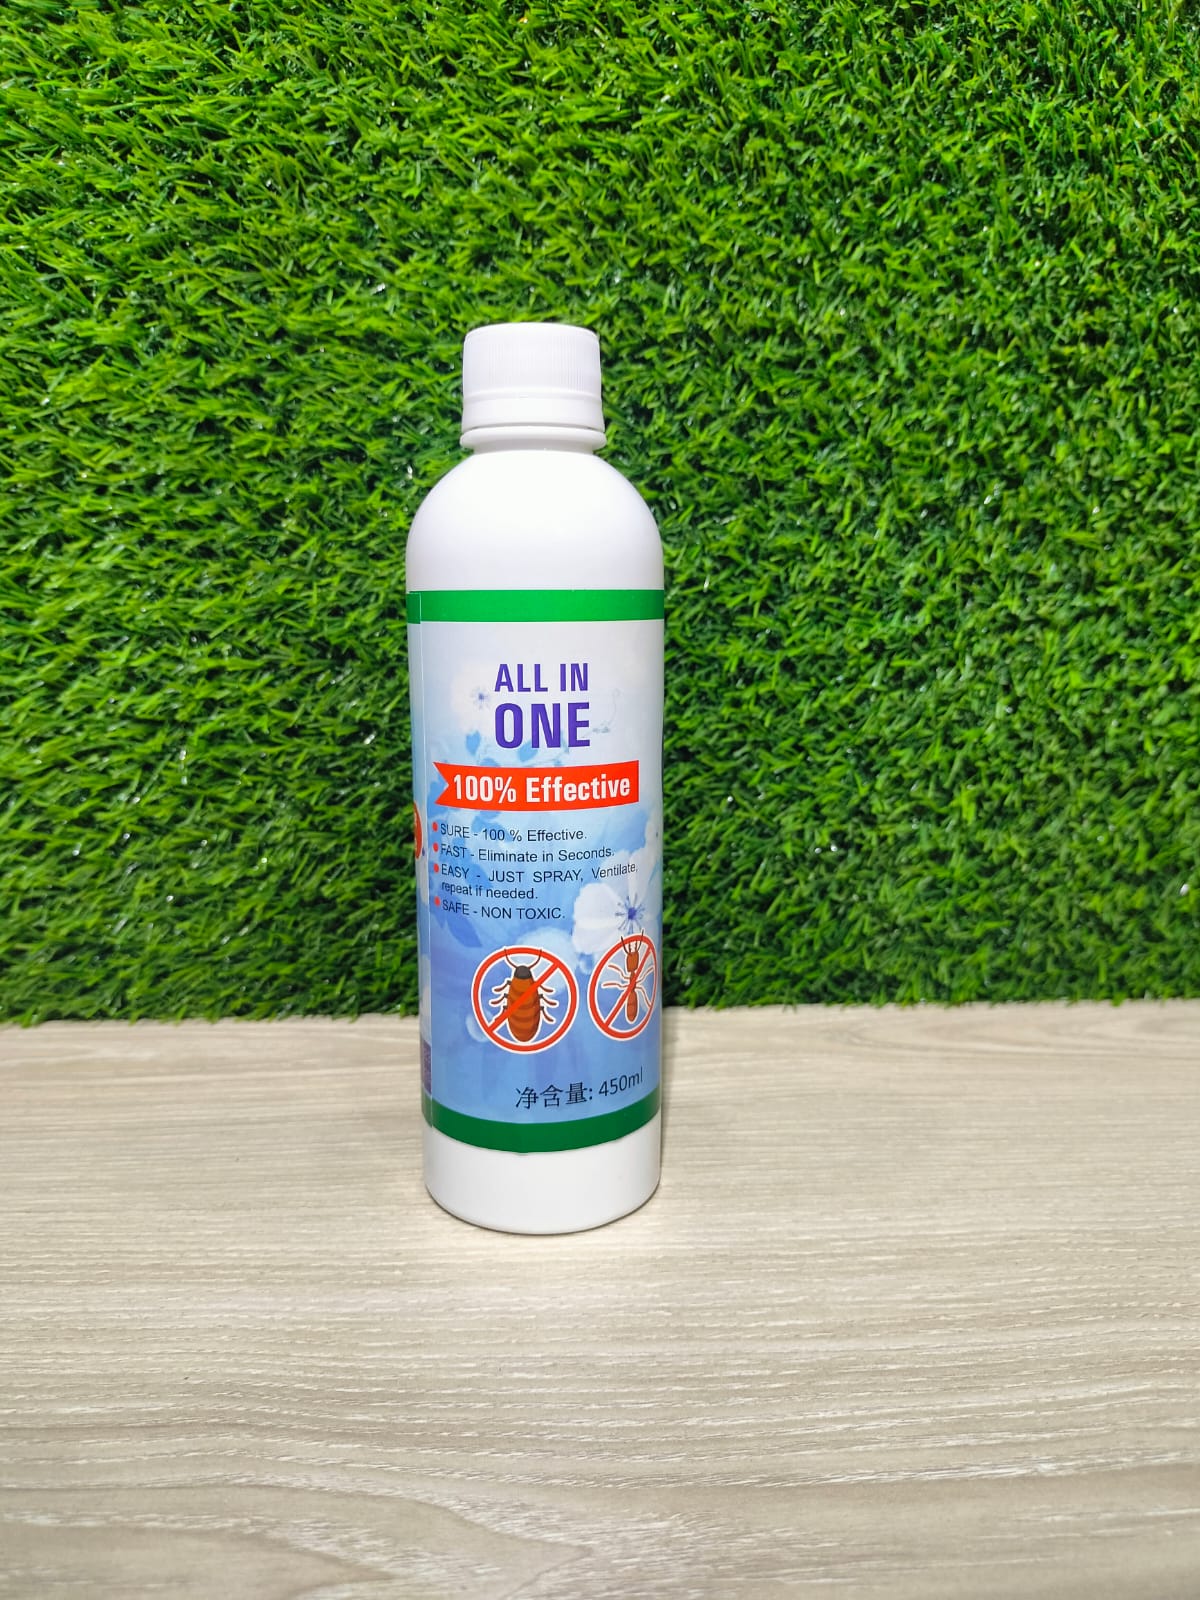 ALL IN
ONE
100% Effective
SURE - 100 % Effective.
FAST - Eliminate in Seconds.
EASY - JUST SPRAY, Ventilate,
repeat if needed.
SAFE - NON TOXIC.
净含量: 450ml